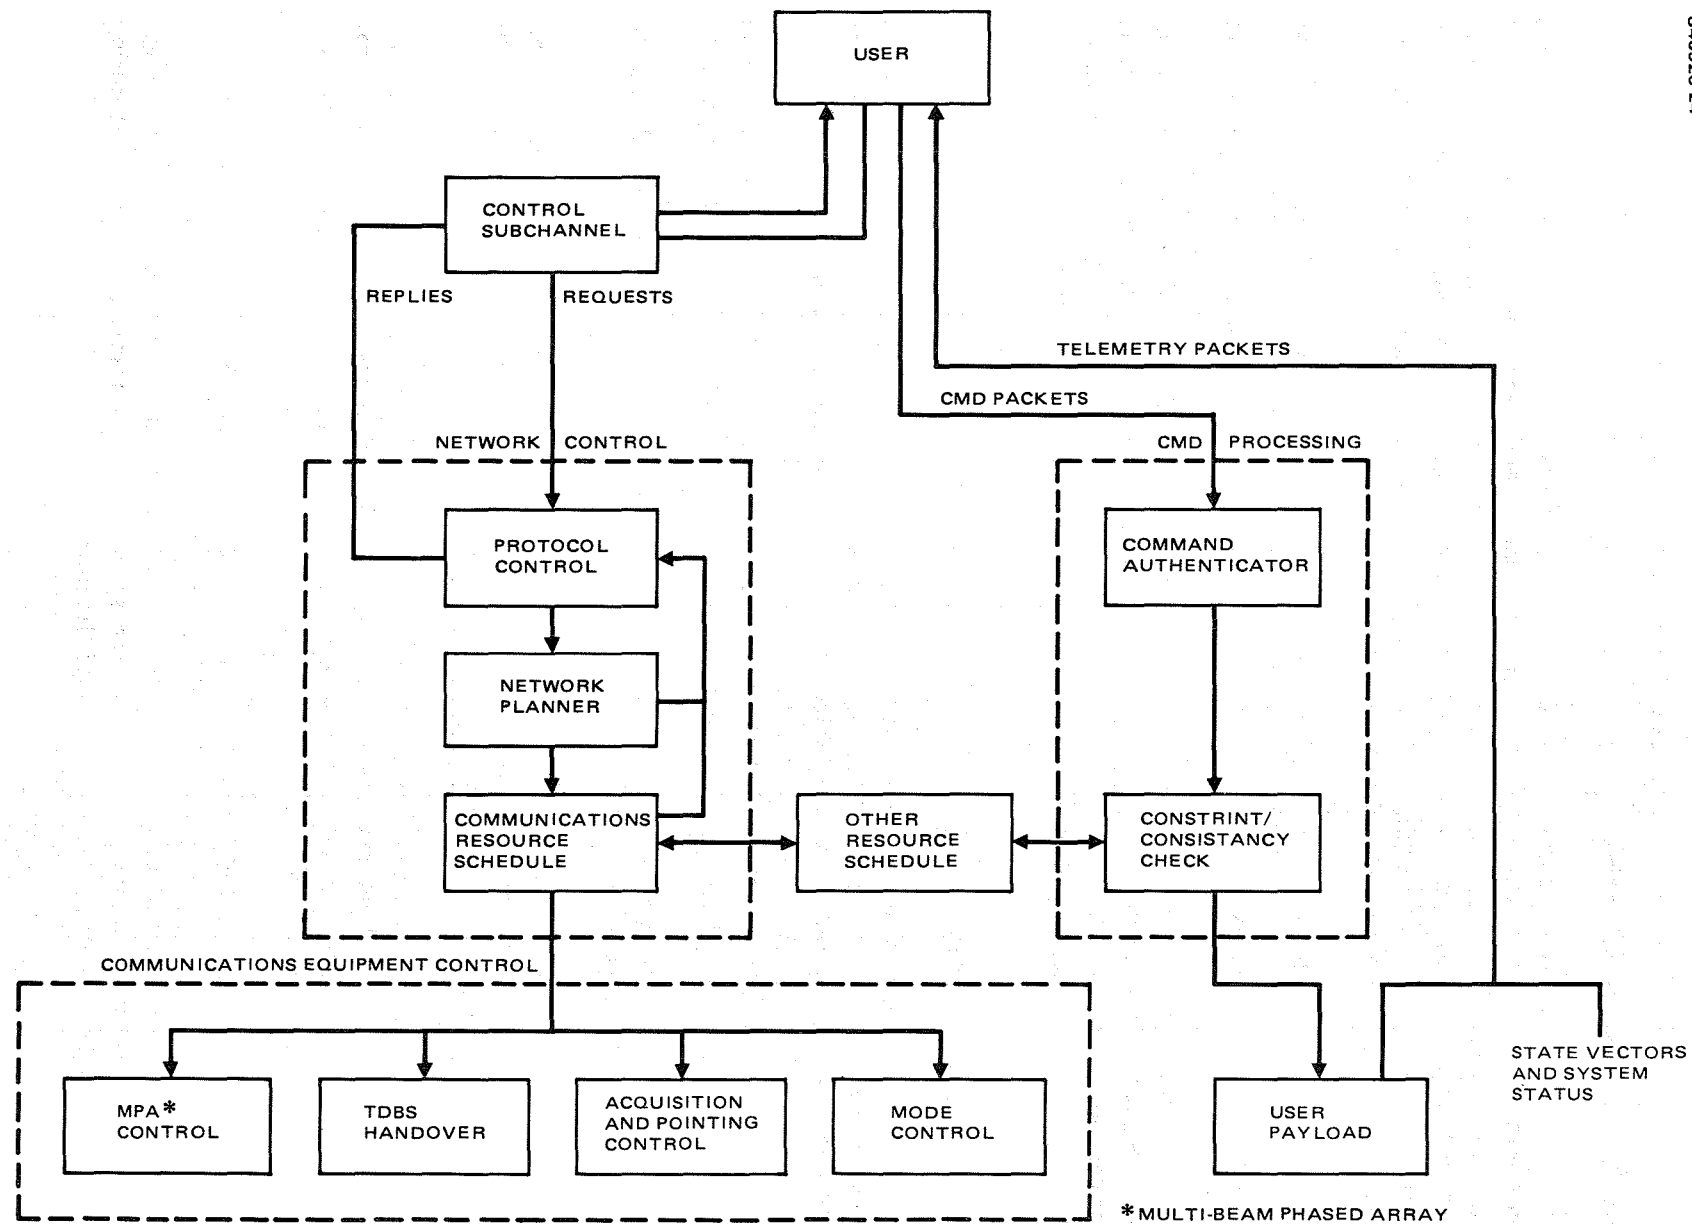 USER
CONTROL
SUBCHANNEL
REPLIES
REQUESTS
TELEMETRY PACKETS
CMD PACKETS
NETWORK CONTROL
CMD PROCESSING
PROTOCOL
CONTROL
COMMAND
AUTHENTICATOR
NETWORK
PLANNER
COMMUNICATIONS
RESOURCE
SCHEDULE
OTHER
RESOURCE
SCHEDULE
CONSTRINT/
CONSISTANCY
CHECK
COMMUNICATIONS EQUIPMENT CONTROL
MPA*
CONTROL
TDBS
HANDOVER
ACQUISITION
AND POINTING
CONTROL
MODE
CONTROL
USER
PAYLOAD
STATE VECTORS
AND SYSTEM
STATUS
*MULTI-BEAM PHASED ARRAY